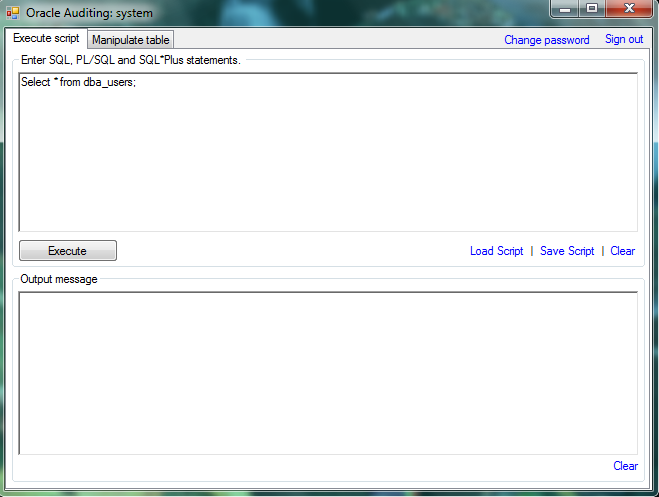 Oracle Auditing: system
Execute script Manipulate table Change password Sign out
Enter SQL, PL/SQL and SQL*Plus statements.
Select * from dba_users;
Execute Load Script | Save Script | Clear
Output message
Clear